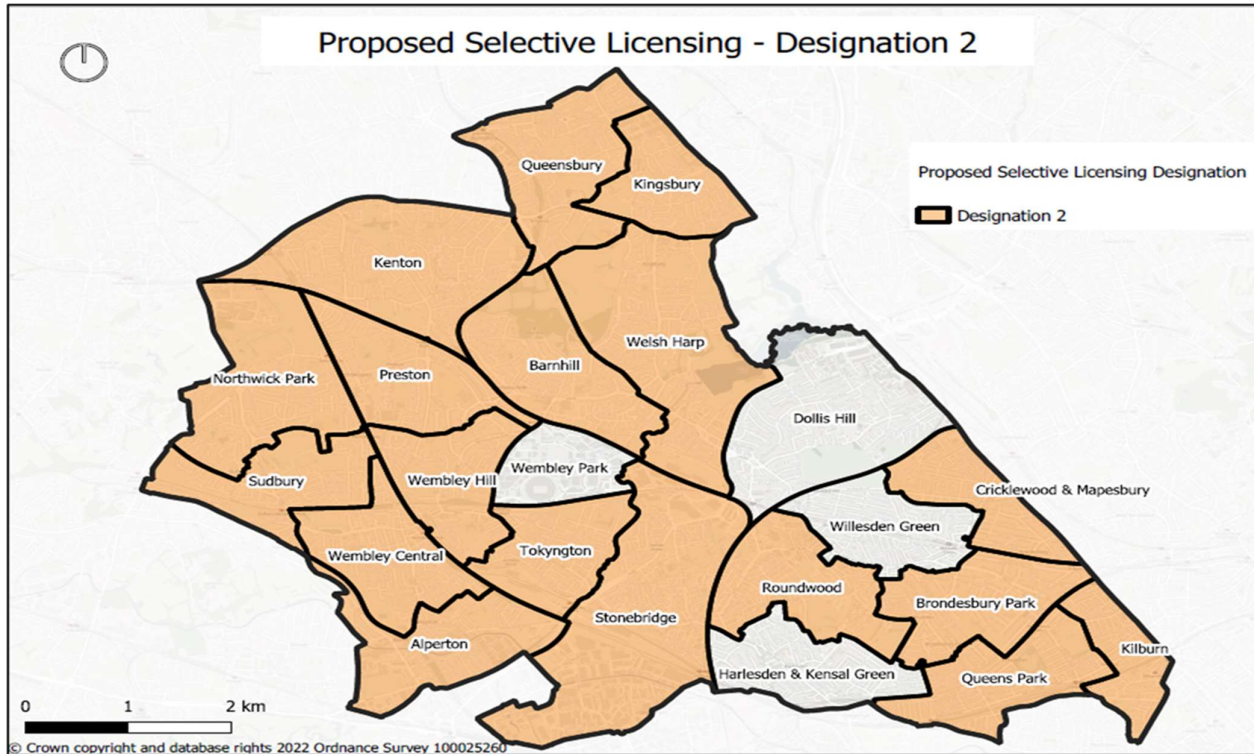 Proposed Selective Licensing - Designation 2
Queensbury
Kingsbury
Proposed Selective Licensing Designation
Designation 2
Kenton
Welsh Harp
Barnhill
Preston
Northwick Park
Dollis Hill
Wembley Park
Sudbury
Wembley Hill
Cricklewood & Mapesbury
Willesden Green
Tokyngton
Wembley Central
Roundwood
Brondesbury Park
Stonebridge
Alperton
Kilburn
Harlesden & Kensal Green
Queens Park
0 1 2 km
© Crown copyright and database rights 2022 Ordnance Survey 100025260